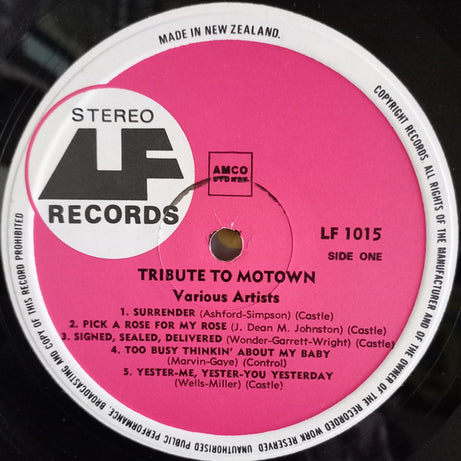 MADE IN NEW ZEALAND.
STEREO
LF
RECORDS
AMCO
LF 1015
SIDE ONE
TRIBUTE TO MOTOWN
Various Artists
1. SURRENDER (Ashford-Simpson) (Castle)
2. PICK A ROSE FOR MY ROSE (J. Dean M. Johnston) (Castle)
3. SIGNED, SEALED, DELIVERED (Wonder-Garrett-Wright) (Castle)
4. TOO BUSY THINKIN' ABOUT MY BABY
(Marvin-Gaye) (Control)
5. YESTER-ME, YESTER-YOU YESTERDAY
(Wells-Miller) (Castle)
COPYRIGHT RECORDS. ALL RIGHTS OF THE MANUFACTURER AND OF THE OWNER OF THE RECORDED WORK RESERVED. UNAUTHORISED PUBLIC PERFORMANCE, BROADCASTING AND COPY OF THIS RECORD PROHIBITED